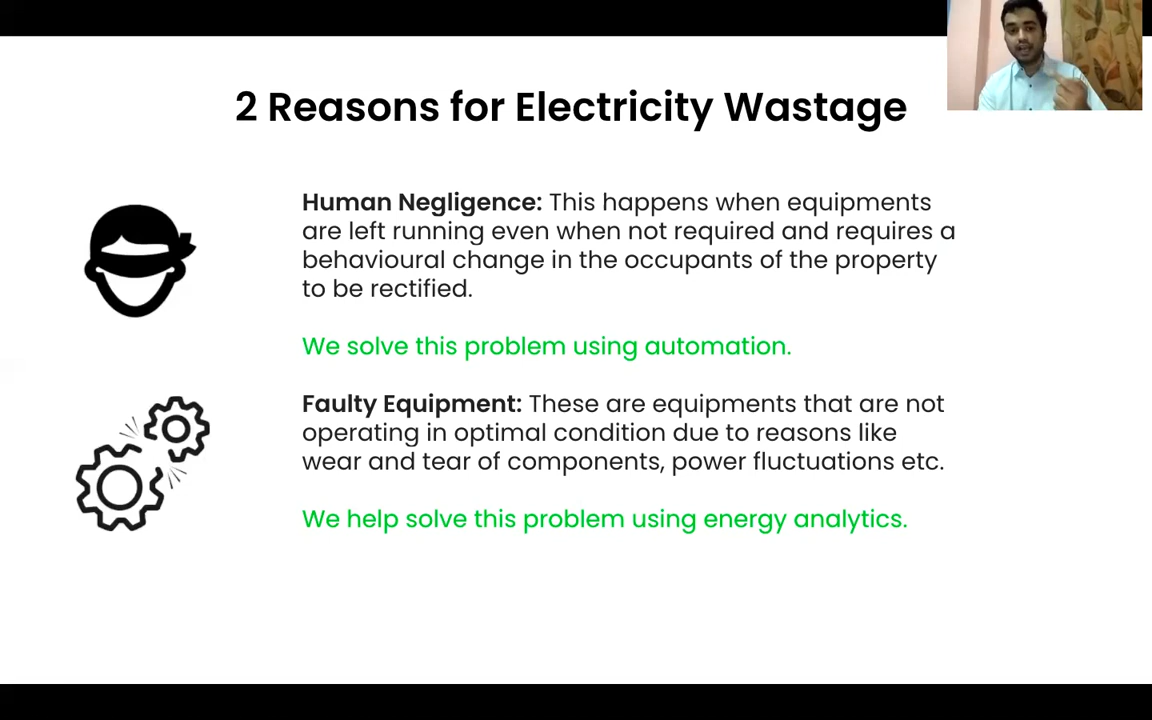 2 Reasons for Electricity Wastage
Human Negligence: This happens when equipments
are left running even when not required and requires a
behavioural change in the occupants of the property
to be rectified.
We solve this problem using automation.
Faulty Equipment: These are equipments that are not
operating in optimal condition due to reasons like
wear and tear of components, power fluctuations etc.
We help solve this problem using energy analytics.